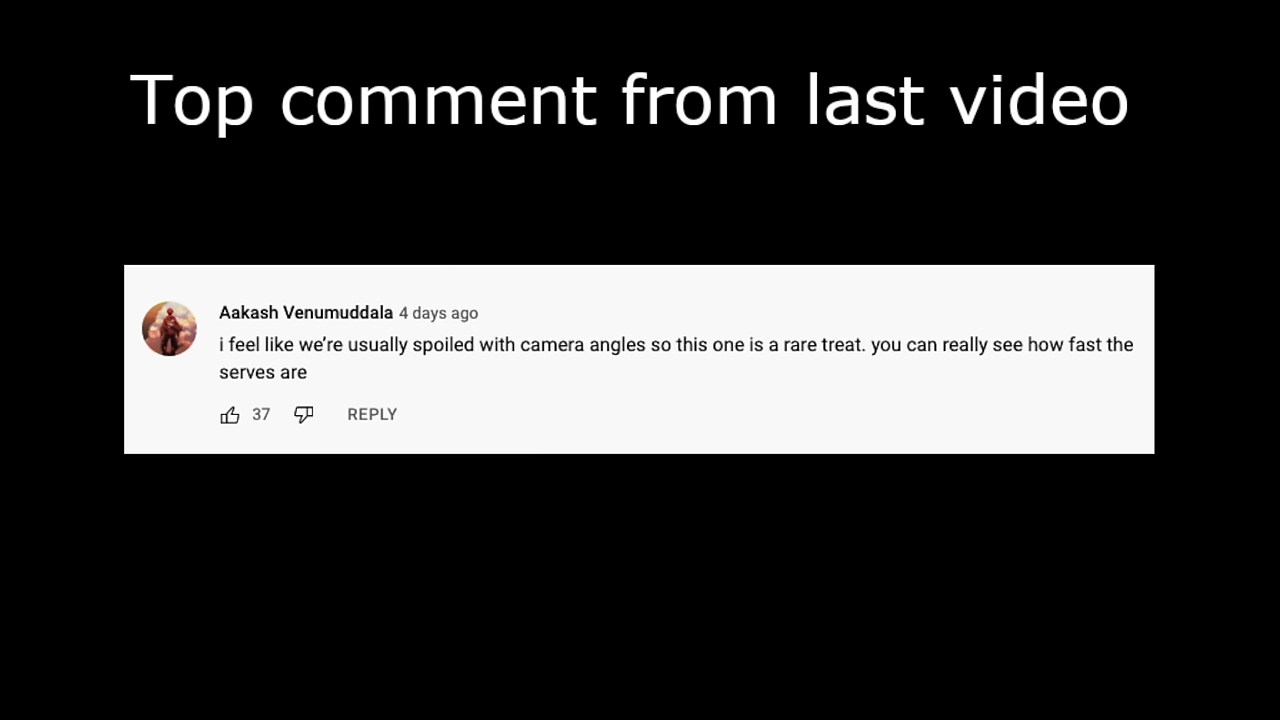 Top comment from last video
Aakash Venumuddala 4 days ago
i feel like we’re usually spoiled with camera angles so this one is a rare treat. you can really see how fast the
serves are
37 REPLY